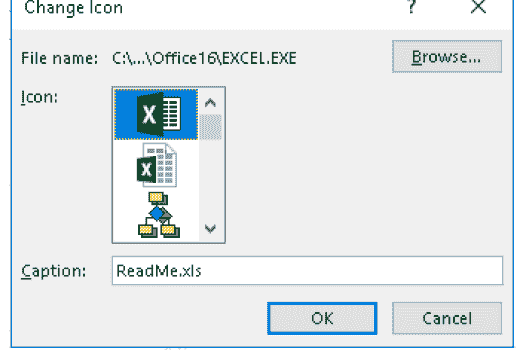 Change Icon ? X
File name: C:\...\Office16\EXCEL.EXE Browse...
Icon:
Caption: ReadMe.xls
OK Cancel